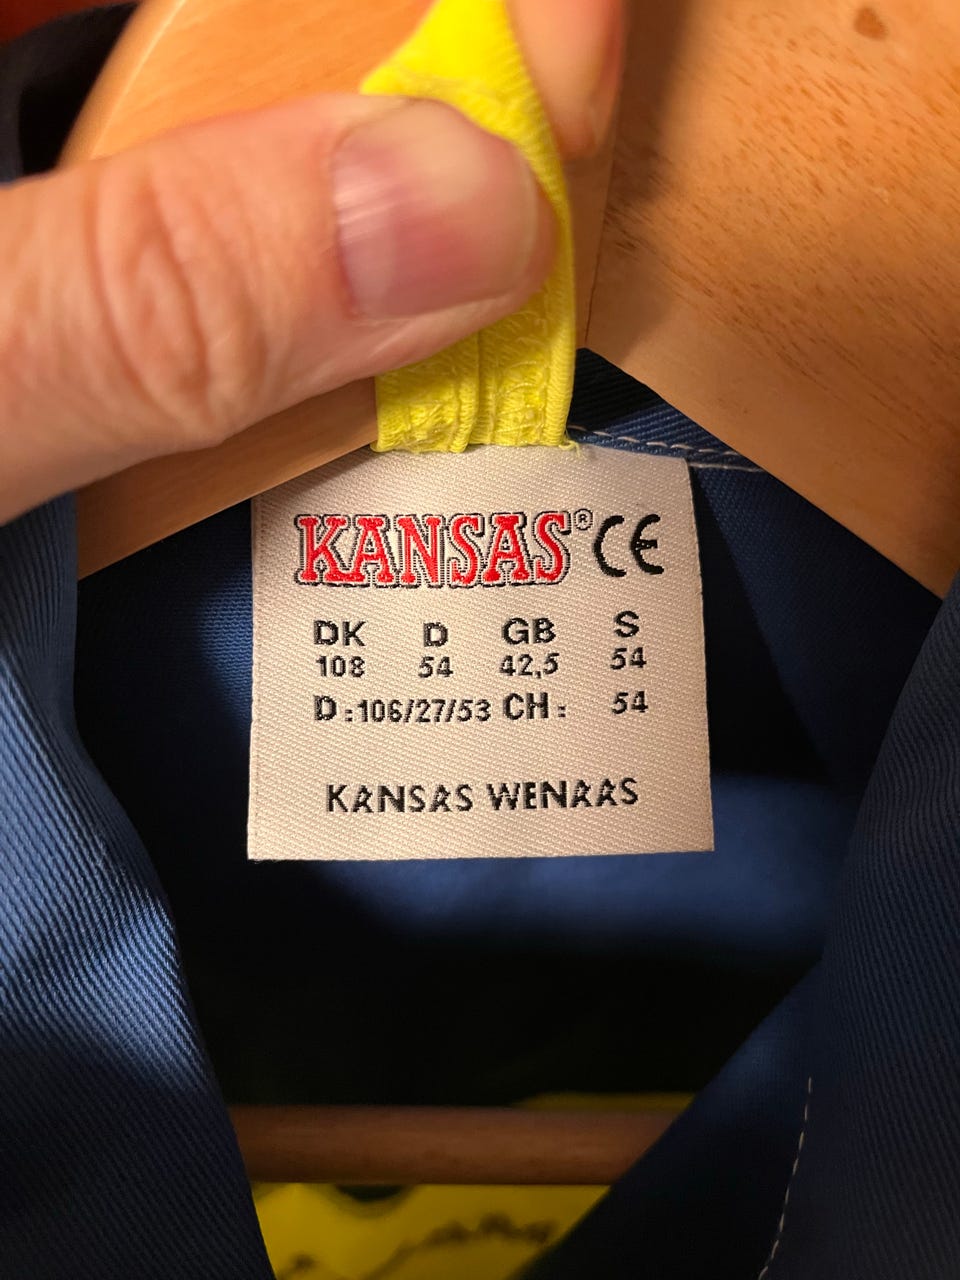 KANSAS® CE
DK D GB S
108 54 42,5 54
D:106/27/53 CH: 54
KANSAS WENAAS